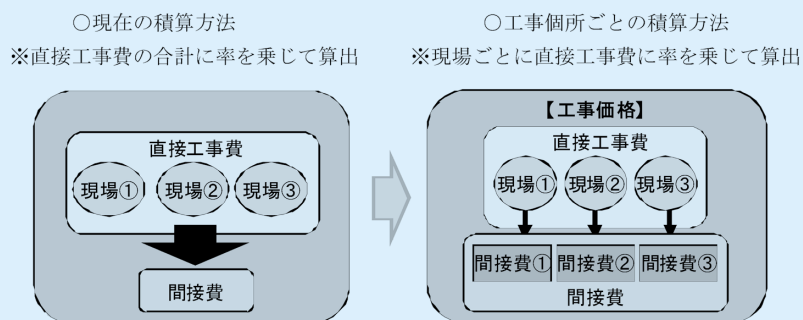 ○現在の積算方法
※直接工事費の合計に率を乗じて算出
直接工事費
現場① 現場② 現場③
間接費
○工事個所ごとの積算方法
※現場ごとに直接工事費に率を乗じて算出
【工事価格】
直接工事費
現場① 現場② 現場③
間接費① 間接費② 間接費③
間接費